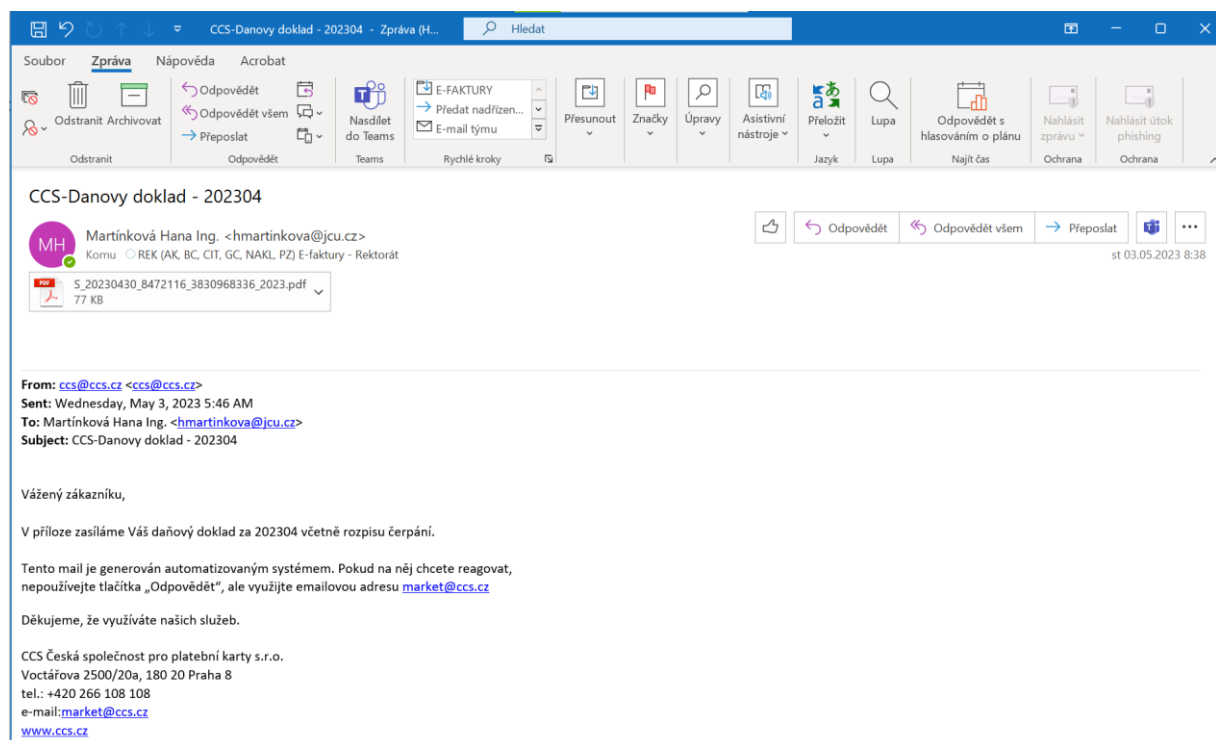 CCS-Danovy doklad - 202304 - Zpráva (H...
Hledat
Soubor Zpráva Nápověda Acrobat
Odstranit Archivovat
Odpovědět
Odpovědět všem
Přeposlat
Nasdílet do Teams
E-FAKTURY
Předat nadřízen...
E-mail týmu
Přesunout
Značky
Úpravy
Asistivní nástroje
Přeložit
Lupa
Odpovědět s hlasováním o plánu
Nahlásit zprávu
Nahlásit útok phishing
Odstranit Odpovědět Teams Rychlé kroky Jazyk Lupa Najít čas Ochrana Ochrana
CCS-Danovy doklad - 202304
MH
Martínková Hana Ing. <hmartinkova@jcu.cz>
Komu REK (AK, BC, CIT, GC, NAKL, PZ) E-faktury - Rektorát
Odpovědět Odpovědět všem Přeposlat ...
st 03.05.2023 8:38
PDF
S_20230430_8472116_3830968336_2023.pdf
77 KB
From: ccs@ccs.cz <ccs@ccs.cz>
Sent: Wednesday, May 3, 2023 5:46 AM
To: Martínková Hana Ing. <hmartinkova@jcu.cz>
Subject: CCS-Danovy doklad - 202304
Vážený zákazníku,
V příloze zasíláme Váš daňový doklad za 202304 včetně rozpisu čerpání.
Tento mail je generován automatizovaným systémem. Pokud na něj chcete reagovat,
nepoužívejte tlačítka „Odpovědět“, ale využijte emailovou adresu market@ccs.cz
Děkujeme, že využíváte našich služeb.
CCS Česká společnost pro platební karty s.r.o.
Voctářova 2500/20a, 180 20 Praha 8
tel.: +420 266 108 108
e-mail:market@ccs.cz
www.ccs.cz